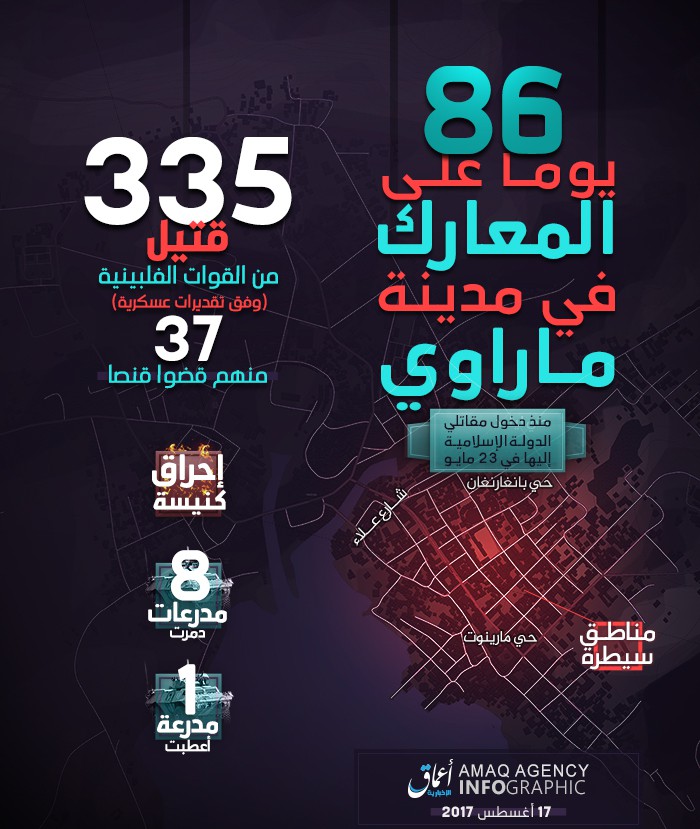 86
يوما على
المعارك
في مدينة
ماراوي
منذ دخول مقاتلي
الدولة الإسلامية
إليها في 23 مايو
335
قتيل
من القوات الفلبينية
(وفق تقديرات عسكرية)
37
منهم قضوا قنصا
إحراق
كنيسة
8
مدرعات
دمرت
1
مدرعة
أعطبت
حي بانغارنغان
شارع علاء
حي مارينوت
مناطق
سيطرة
أعماق
الإخبارية
AMAQ AGENCY
INFOGRAPHIC
17 أغسطس 2017